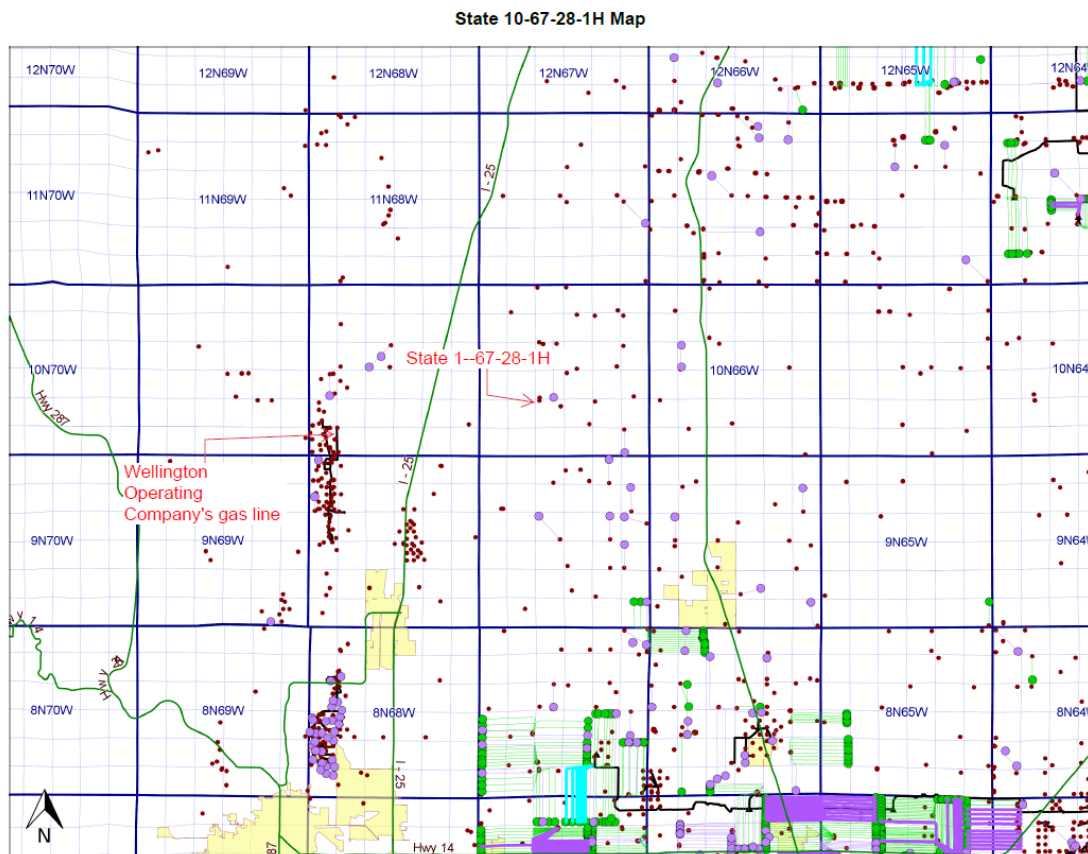 State 10-67-28-1H Map
12N70W
12N69W
12N68W
12N67W
12N66W
12N65W
12N64W
I - 25
11N70W
11N69W
11N68W
State 1--67-28-1H
10N70W
10N66W
10N64
Hwy 287
Wellington
Operating
Company's gas line
I - 25
9N70W
9N69W
9N65W
9N64W
8N70W
8N69W
8N68W
8N65W
8N64W
I - 25
N
87
Hwy 14